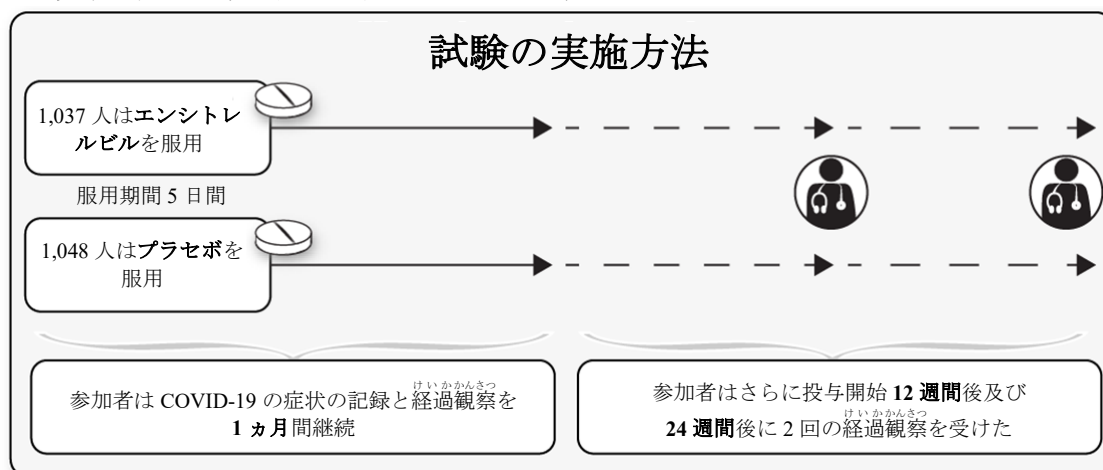 試験の実施方法
1,037 人はエンシトレ
ルビルを服用
服用期間 5 日間
1,048 人はプラセボを
服用
けいかかんさつ
参加者は COVID-19 の症状の記録と経過観察を
1 ヵ月間継続
参加者はさらに投与開始 12 週間後及び
けいかかんさつ
24 週間後に 2 回の経過観察を受けた